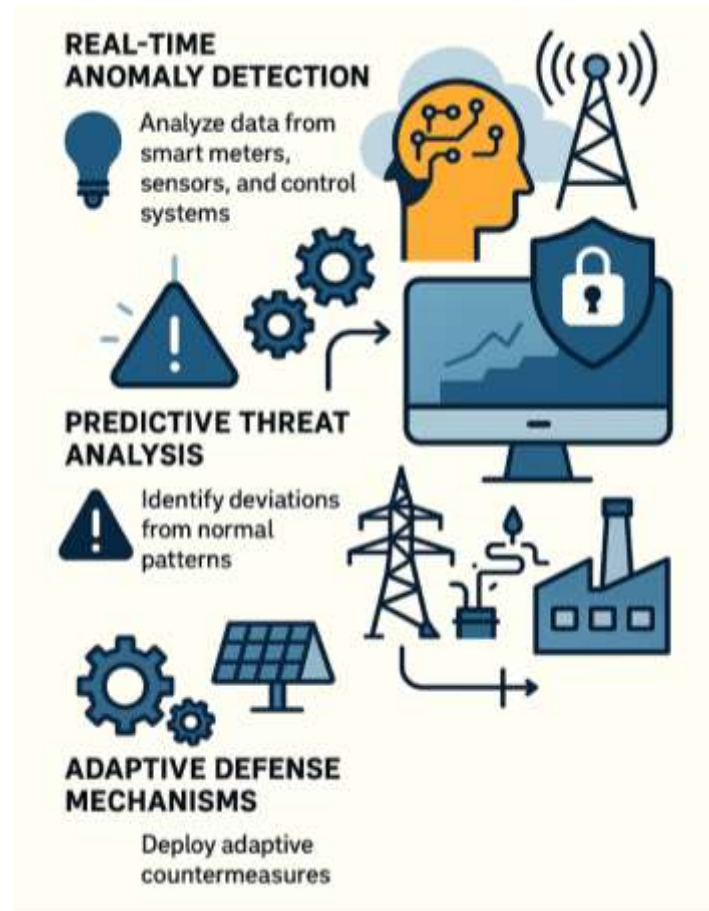 REAL-TIME
ANOMALY DETECTION
Analyze data from
smart meters,
sensors, and control
systems
PREDICTIVE THREAT
ANALYSIS
Identify deviations
from normal
patterns
ADAPTIVE DEFENSE
MECHANISMS
Deploy adaptive
countermeasures